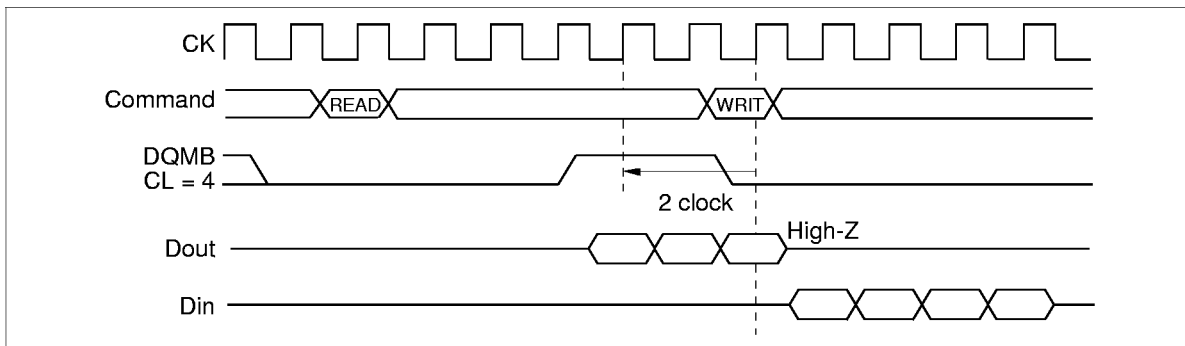 CK
Command READ WRIT
DQMB
CL = 4
2 clock
Dout High-Z
Din